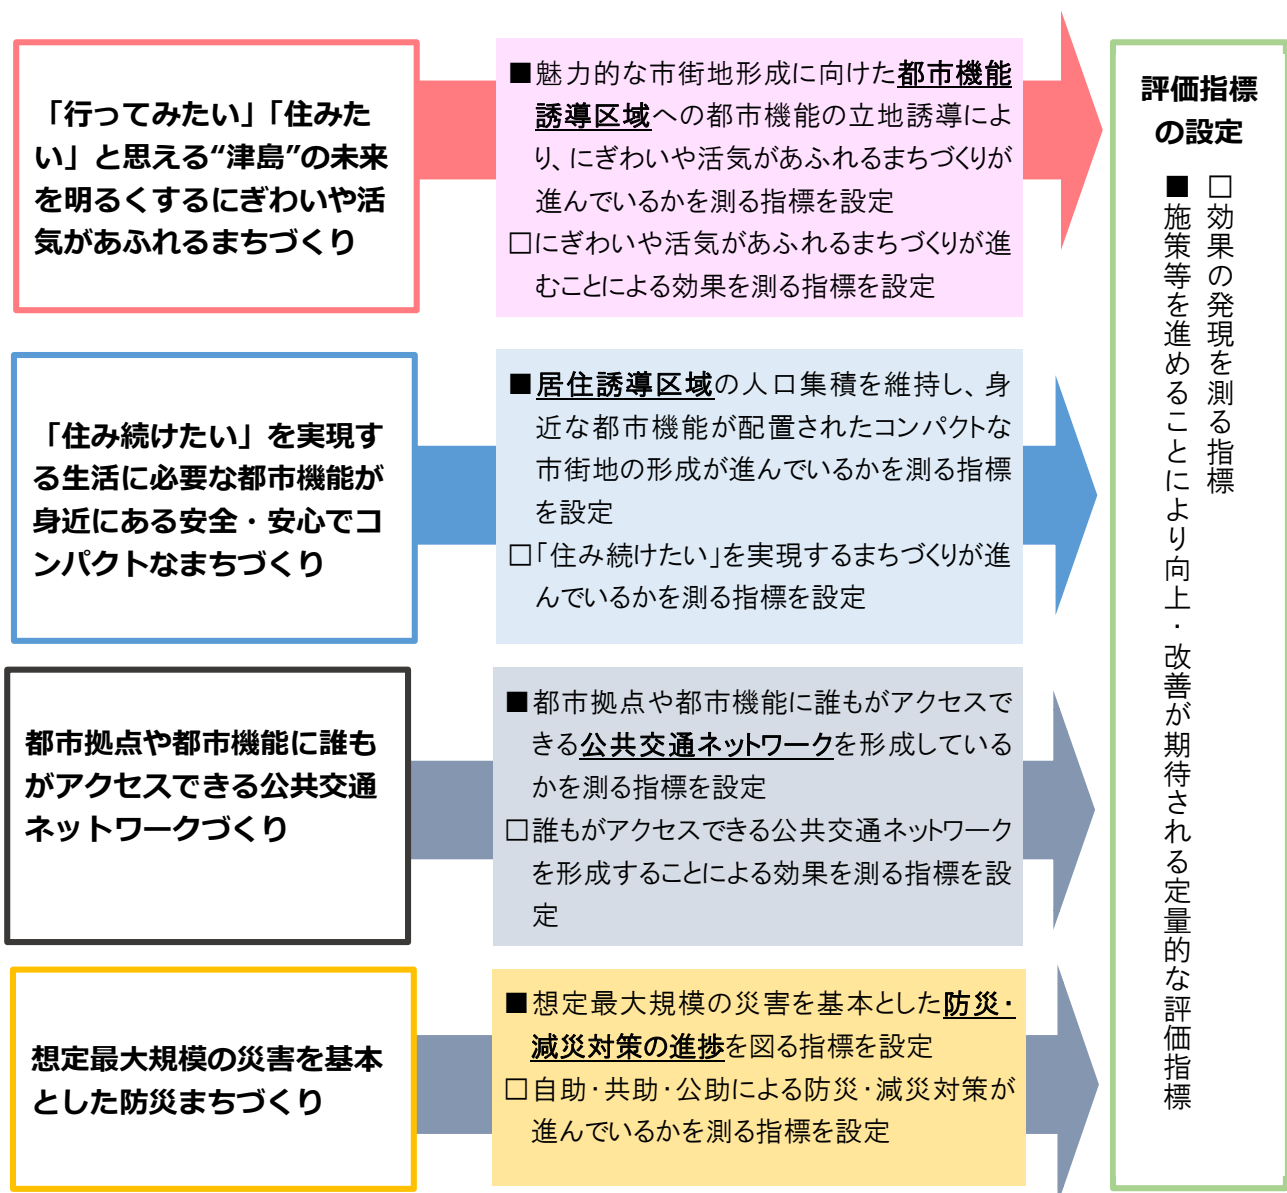 「行ってみたい」「住みた
い」と思える“津島”の未来
を明るくするにぎわいや活
気があふれるまちづくり
■魅力的な市街地形成に向けた都市機能
誘導区域への都市機能の立地誘導によ
り、にぎわいや活気があふれるまちづくりが
進んでいるかを測る指標を設定
□にぎわいや活気があふれるまちづくりが進
むことによる効果を測る指標を設定
「住み続けたい」を実現す
る生活に必要な都市機能が
身近にある安全・安心でコ
ンパクトなまちづくり
■居住誘導区域の人口集積を維持し、身
近な都市機能が配置されたコンパクトな
市街地の形成が進んでいるかを測る指標
を設定
□「住み続けたい」を実現するまちづくりが進
んでいるかを測る指標を設定
都市拠点や都市機能に誰も
がアクセスできる公共交通
ネットワークづくり
■都市拠点や都市機能に誰もがアクセスで
きる公共交通ネットワークを形成している
かを測る指標を設定
□誰もがアクセスできる公共交通ネットワーク
を形成することによる効果を測る指標を設
定
想定最大規模の災害を基本
とした防災まちづくり
■想定最大規模の災害を基本とした防災・
減災対策の進捗を図る指標を設定
□自助・共助・公助による防災・減災対策が
進んでいるかを測る指標を設定
評価指標
の設定
□効果の発現を測る指標
■施策等を進めることにより向上・改善が期待される定量的な評価指標